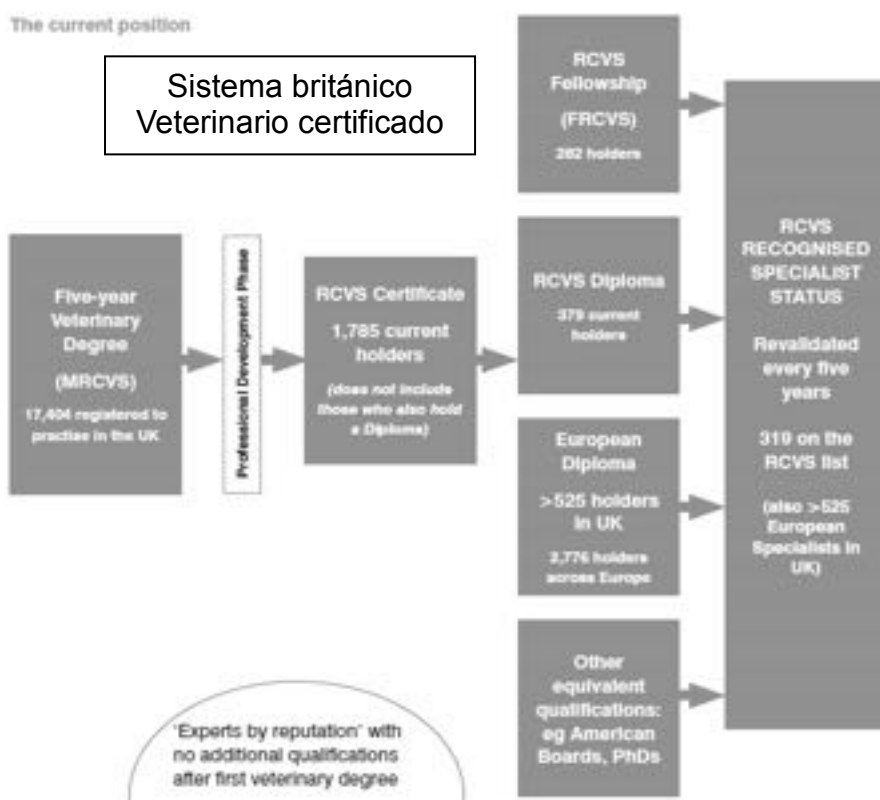 The current position
Sistema británico
Veterinario certificado
Five-year
Veterinary
Degree
(MRCVS)
17,404 registered to
practise in the UK
Professional Development Phase
RCVS Certificate
1,785 current
holders
(does not include
those who also hold
a Diploma)
RCVS
Fellowship
(FRCVS)
282 holders
RCVS Diploma
379 current
holders
European
Diploma
>525 holders
in UK
2,776 holders
across Europe
Other
equivalent
qualifications:
eg American
Boards, PhDs
RCVS
RECOGNISED
SPECIALIST
STATUS
Revalidated
every five
years
319 on the
RCVS list
(also >525
European
Specialists in
UK)
'Experts by reputation' with
no additional qualifications
after first veterinary degree